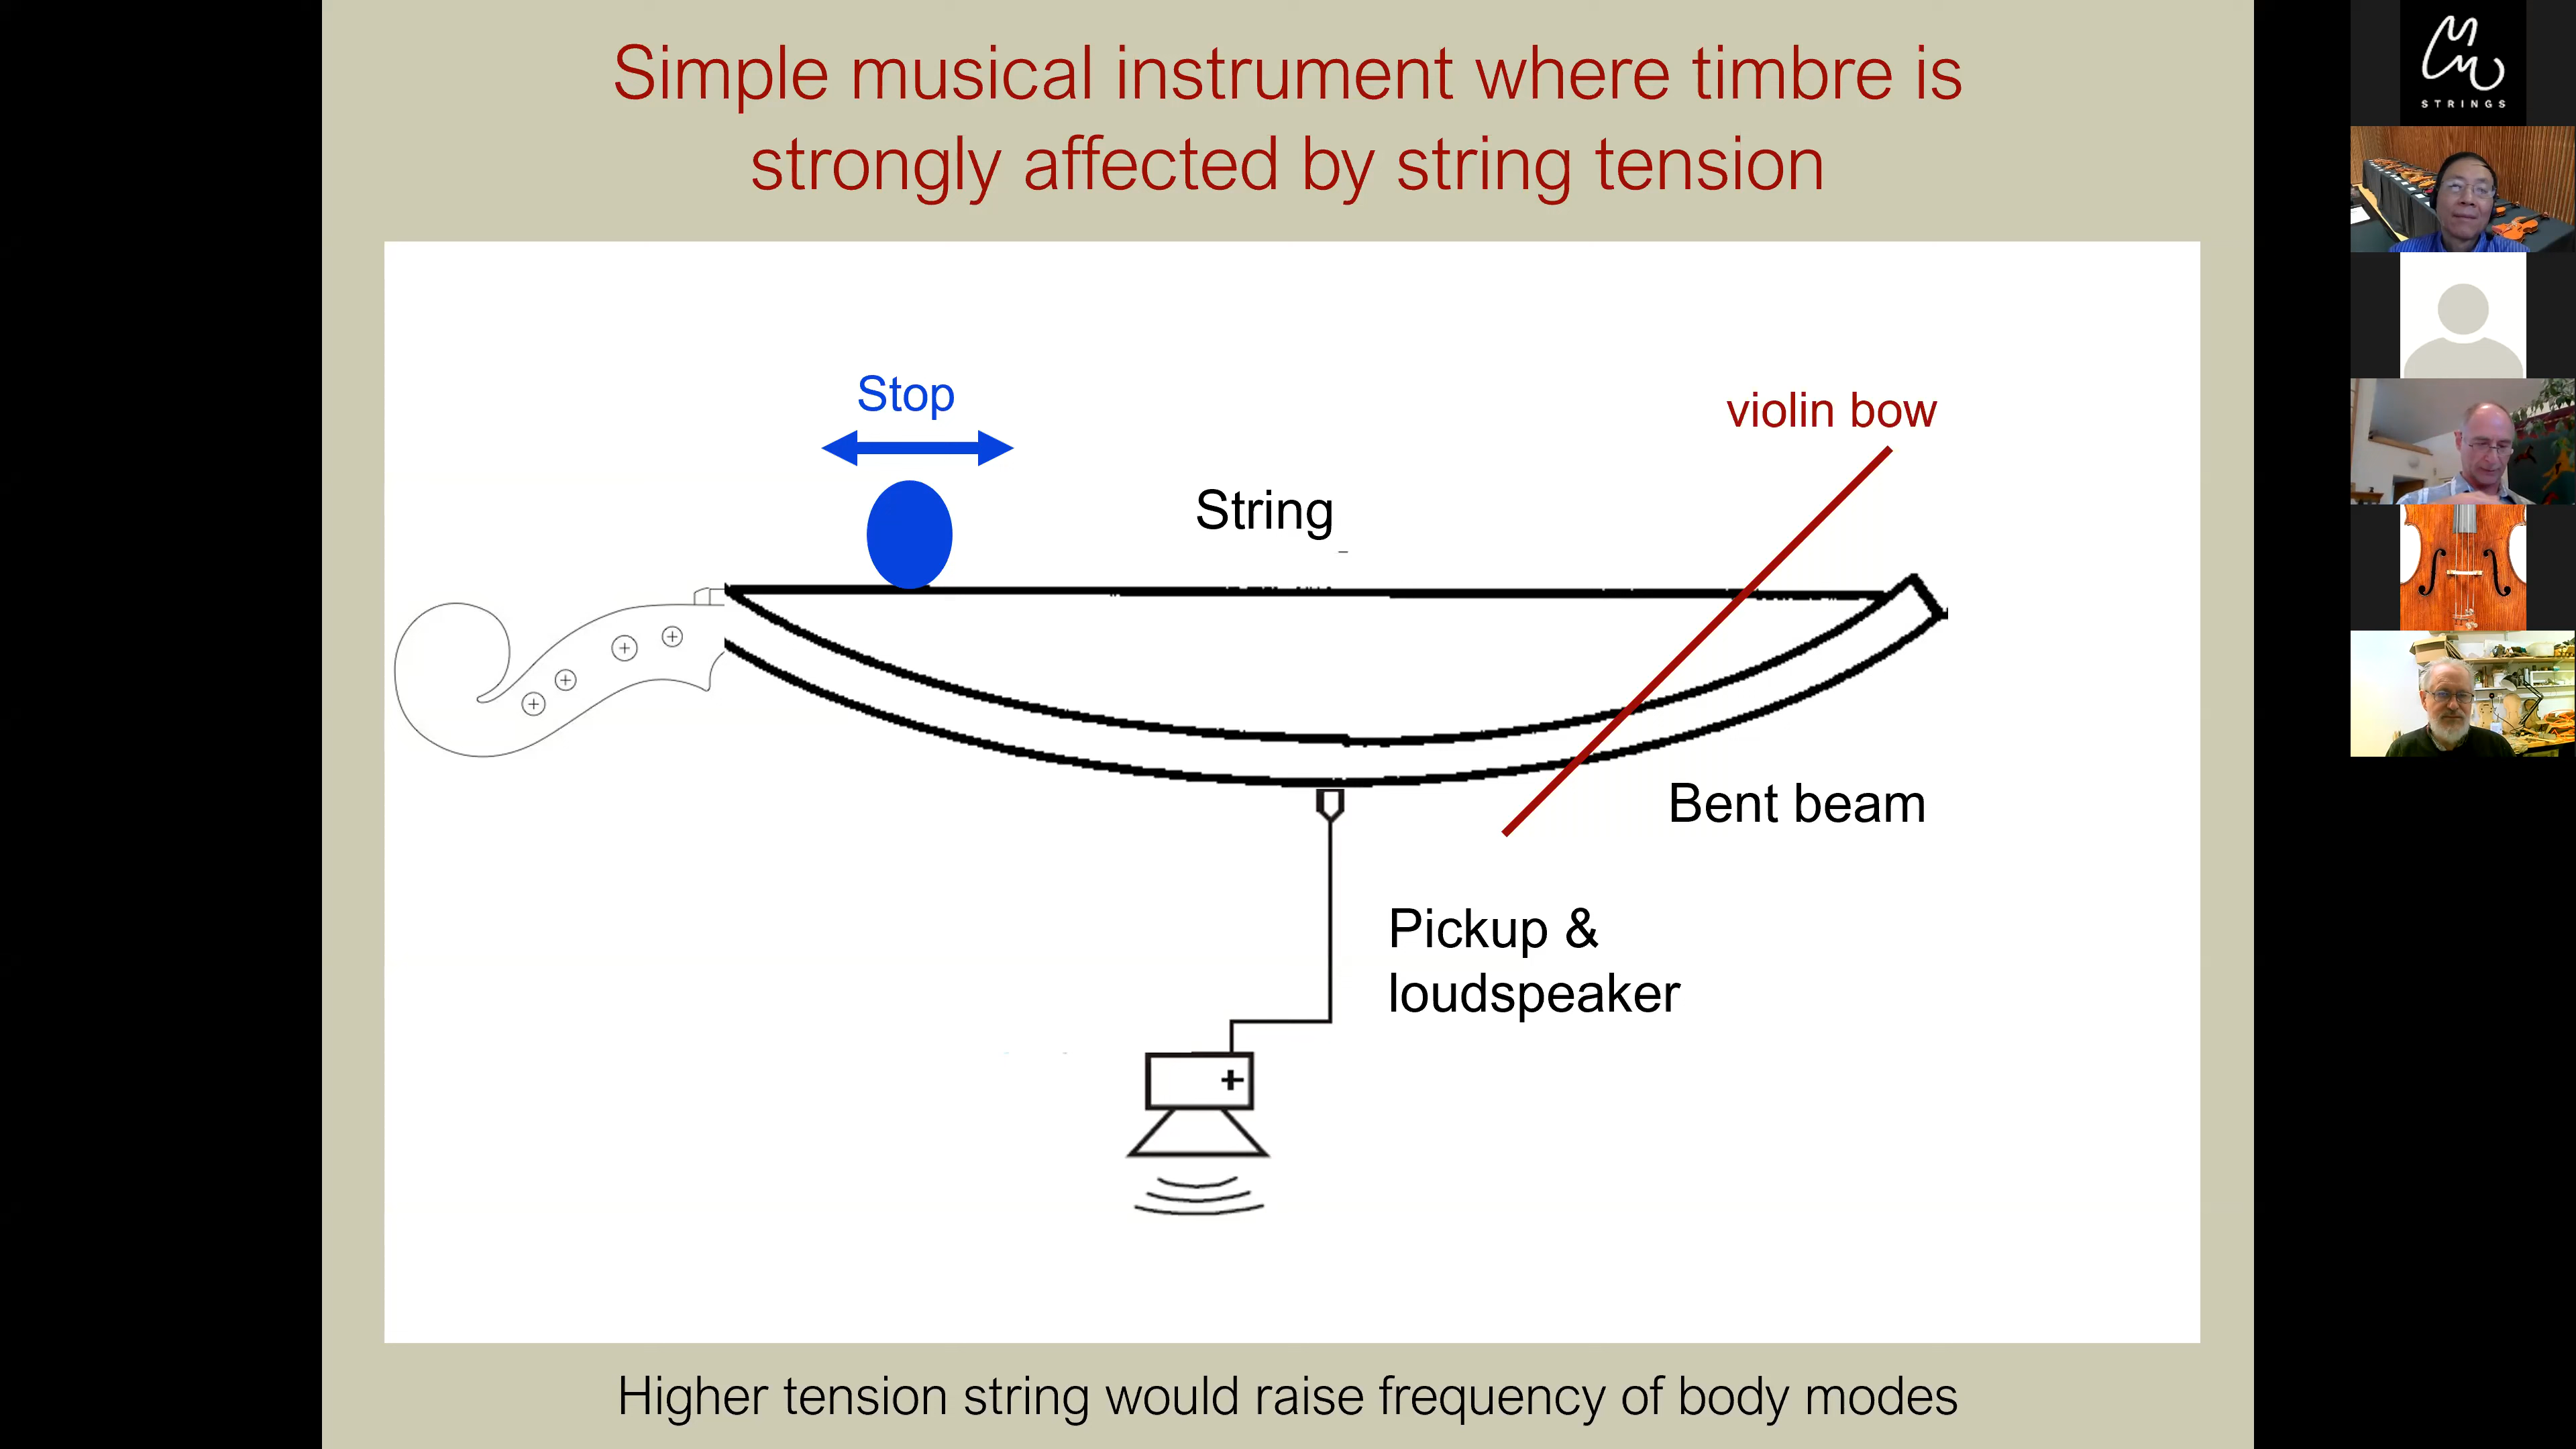 Simple musical instrument where timbre is
strongly affected by string tension
Stop
violin bow
String
Bent beam
Pickup &
loudspeaker
+
Higher tension string would raise frequency of body modes
STRINGS